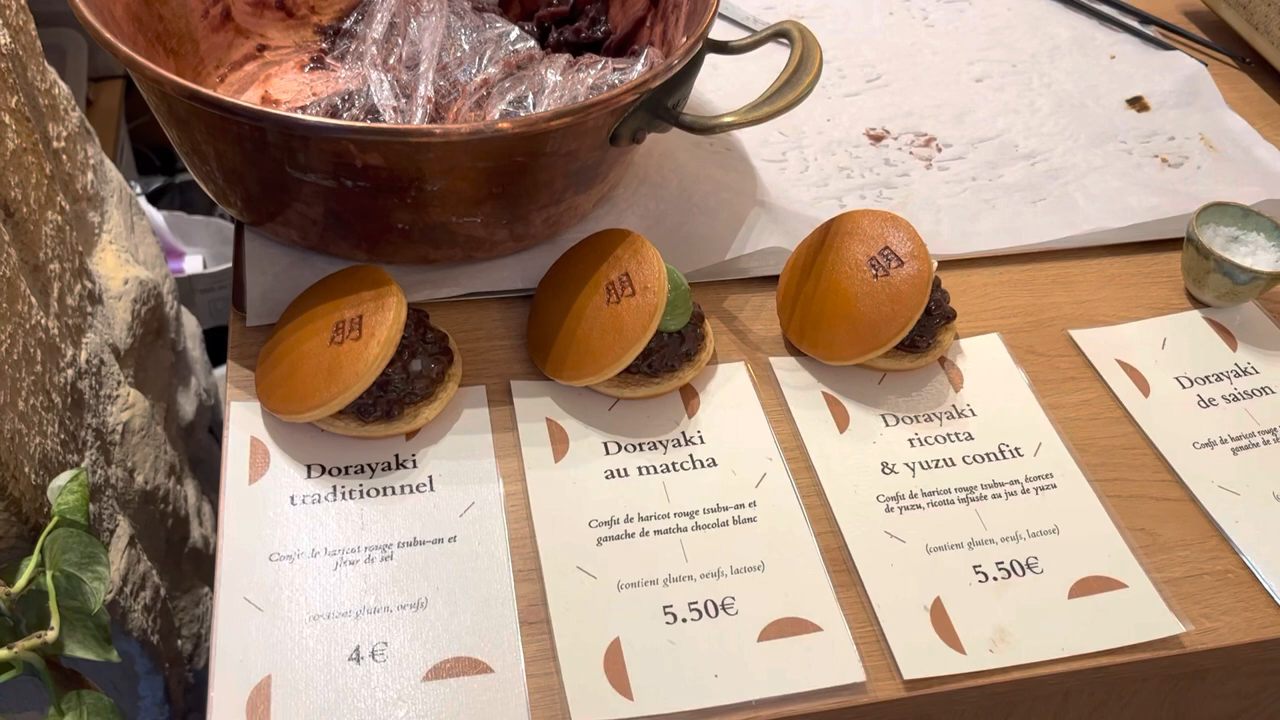 朋
朋
朋
Dorayaki
traditionnel
Confit de haricot rouge tsubu-an et
fleur de sel
(contient gluten, oeufs)
4€
Dorayaki
au matcha
Confit de haricot rouge tsubu-an et
ganache de matcha chocolat blanc
(contient gluten, oeufs, lactose)
5.50€
Dorayaki
ricotta
& yuzu confit
Confit de haricot rouge tsubu-an, écorces
de yuzu, ricotta infusée au jus de yuzu
(contient gluten, oeufs, lactose)
5.50€
Dorayaki
de saison
Confit de haricot rouge
ganache de